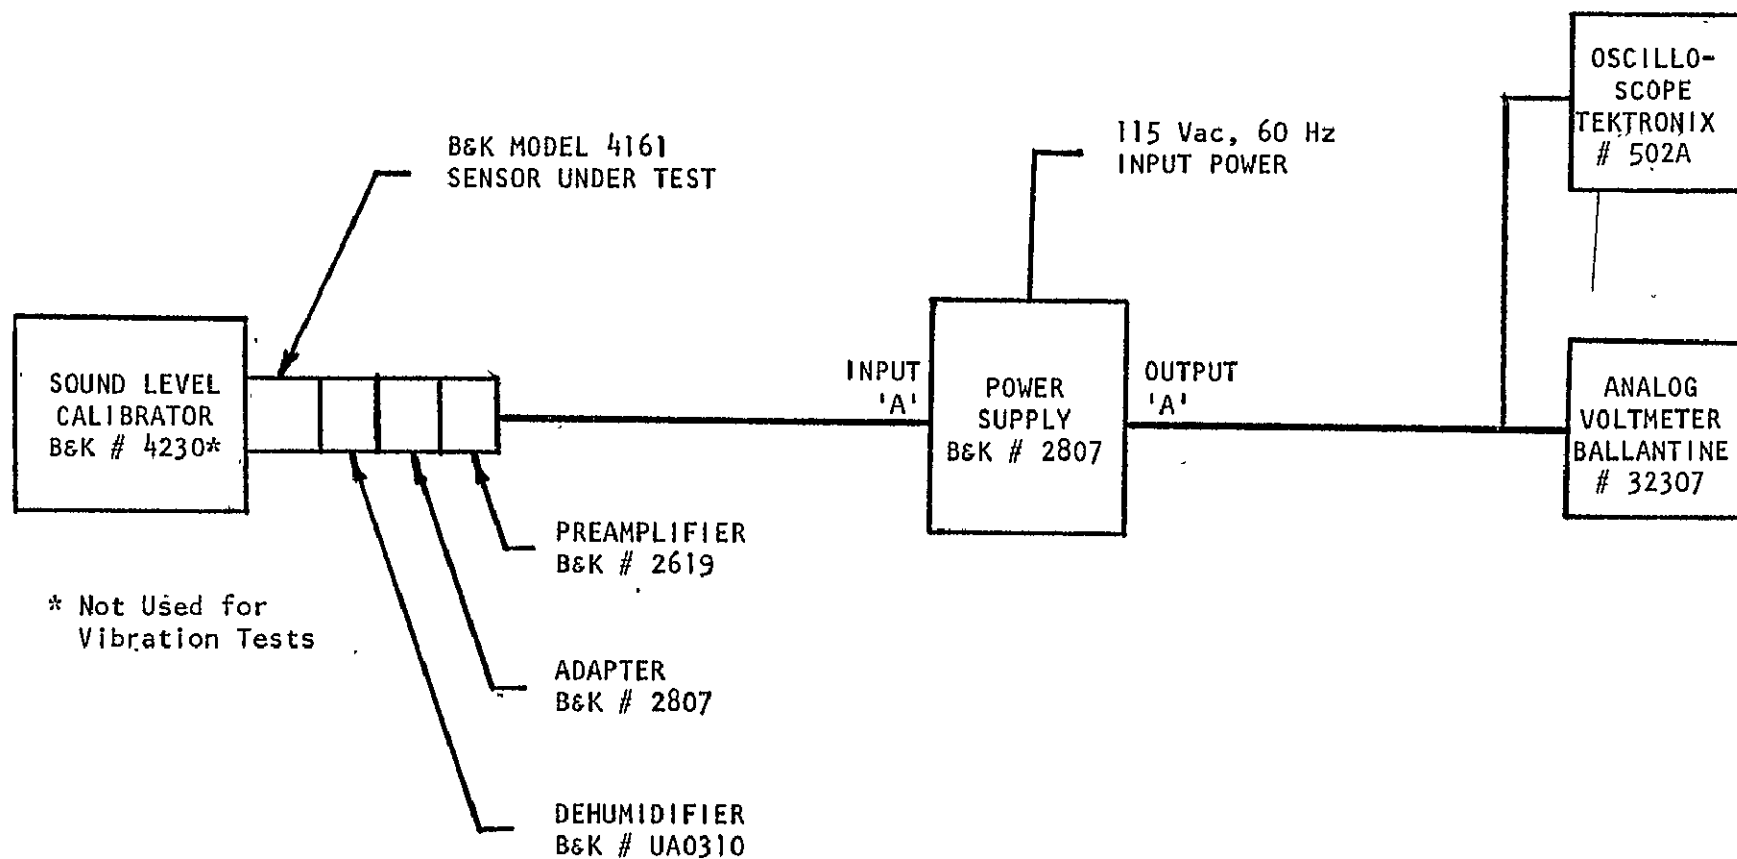 OSCILLO-
SCOPE
TEKTRONIX
# 502A
B&K MODEL 4161
SENSOR UNDER TEST
115 Vac, 60 Hz
INPUT POWER
SOUND LEVEL
CALIBRATOR
B&K # 4230*
INPUT
'A'
POWER
SUPPLY
B&K # 2807
OUTPUT
'A'
ANALOG
VOLTMETER
BALLANTINE
# 32307
PREAMPLIFIER
B&K # 2619
* Not Used for
Vibration Tests
ADAPTER
B&K # 2807
DEHUMIDIFIER
B&K # UA0310